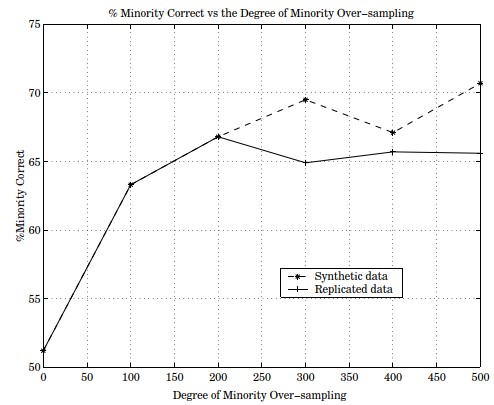 % Minority Correct vs the Degree of Minority Over−sampling
75
70
65
60
55
50
%Minority Correct
Synthetic data
Replicated data
0 50 100 150 200 250 300 350 400 450 500
Degree of Minority Over−sampling